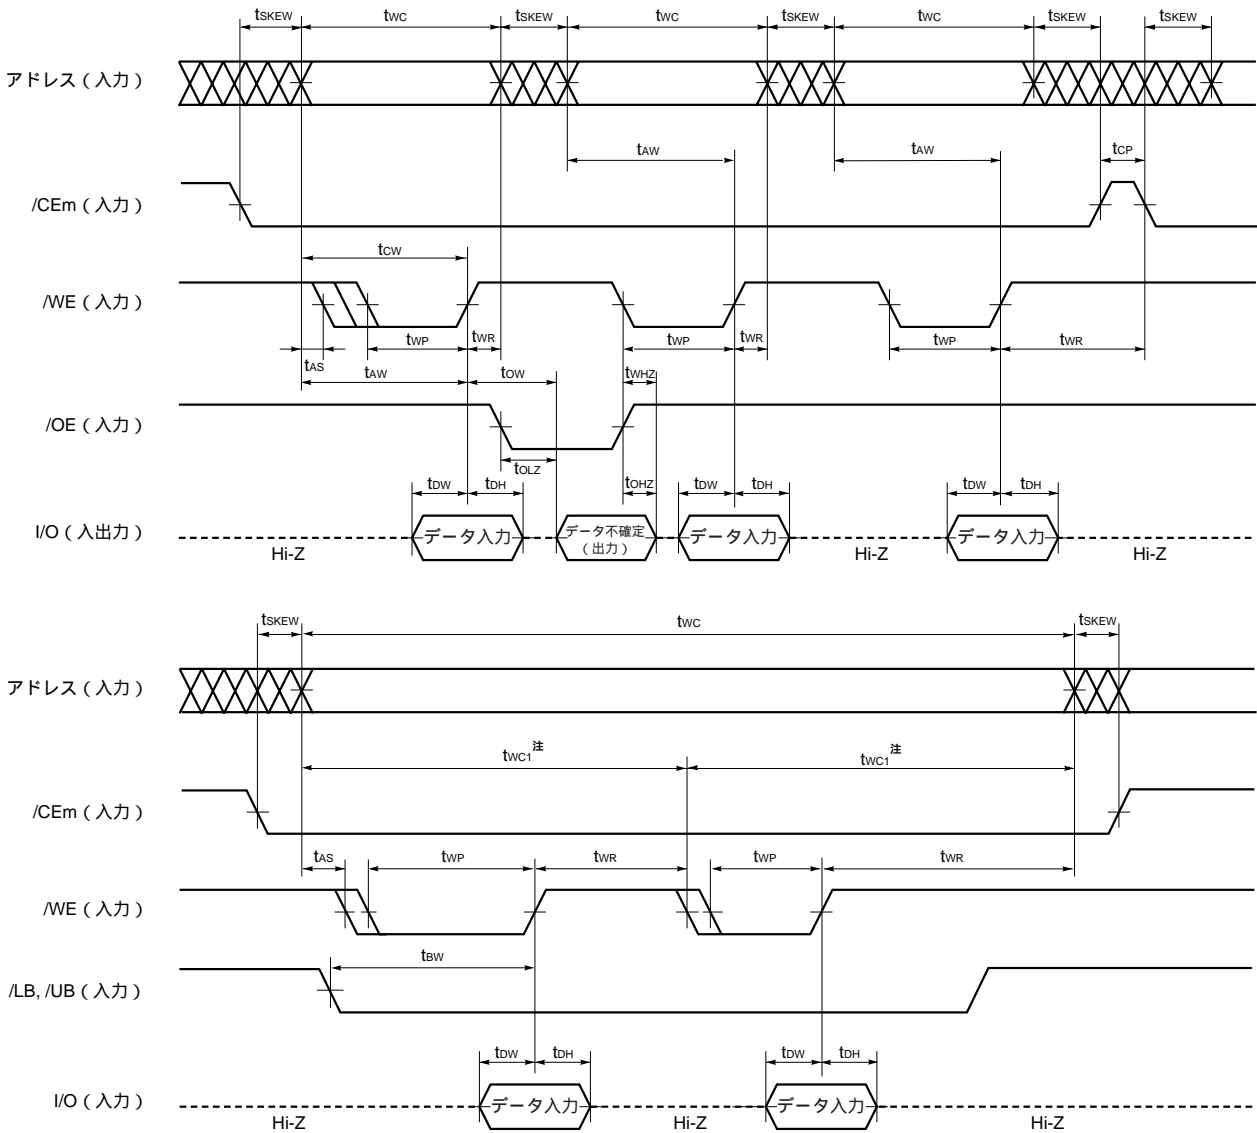 tSKEW tWC tSKEW tWC tSKEW tWC tSKEW tSKEW
アドレス（入力）
tAW tAW tCP
/CEm（入力）
tCW
/WE（入力）
tWP tWR tWP tWR tWP tWR
tAS tAW tOW tWHZ
/OE（入力）
tOLZ tOHZ
tDW tDH tDW tDH tDW tDH
I/O（入出力） データ入力 データ不確定（出力） データ入力 データ入力
Hi-Z Hi-Z Hi-Z
tSKEW tWC tSKEW
アドレス（入力）
tWC1注 tWC1注
/CEm（入力）
tAS tWP tWR tWP tWR
/WE（入力）
tBW
/LB, /UB（入力）
tDW tDH tDW tDH
I/O（入力） データ入力 データ入力
Hi-Z Hi-Z Hi-Z